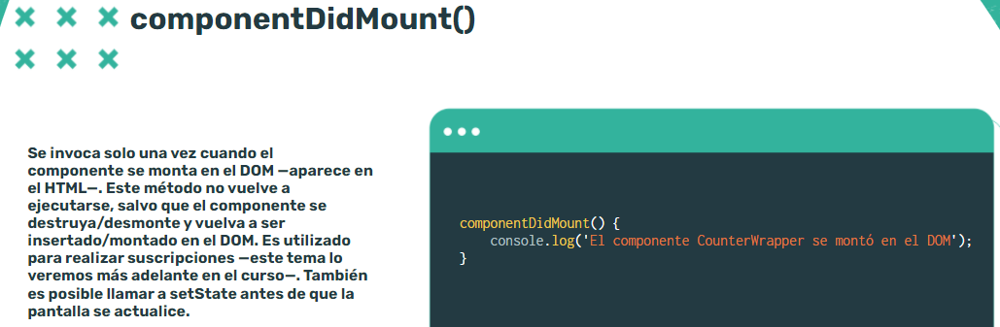 componentDidMount()
Se invoca solo una vez cuando el
componente se monta en el DOM —aparece en
el HTML—. Este método no vuelve a
ejecutarse, salvo que el componente se
destruya/desmonte y vuelva a ser
insertado/montado en el DOM. Es utilizado
para realizar suscripciones —este tema lo
veremos más adelante en el curso—. También
es posible llamar a setState antes de que la
pantalla se actualice.
componentDidMount() {
    console.log('El componente CounterWrapper se montó en el DOM');
}